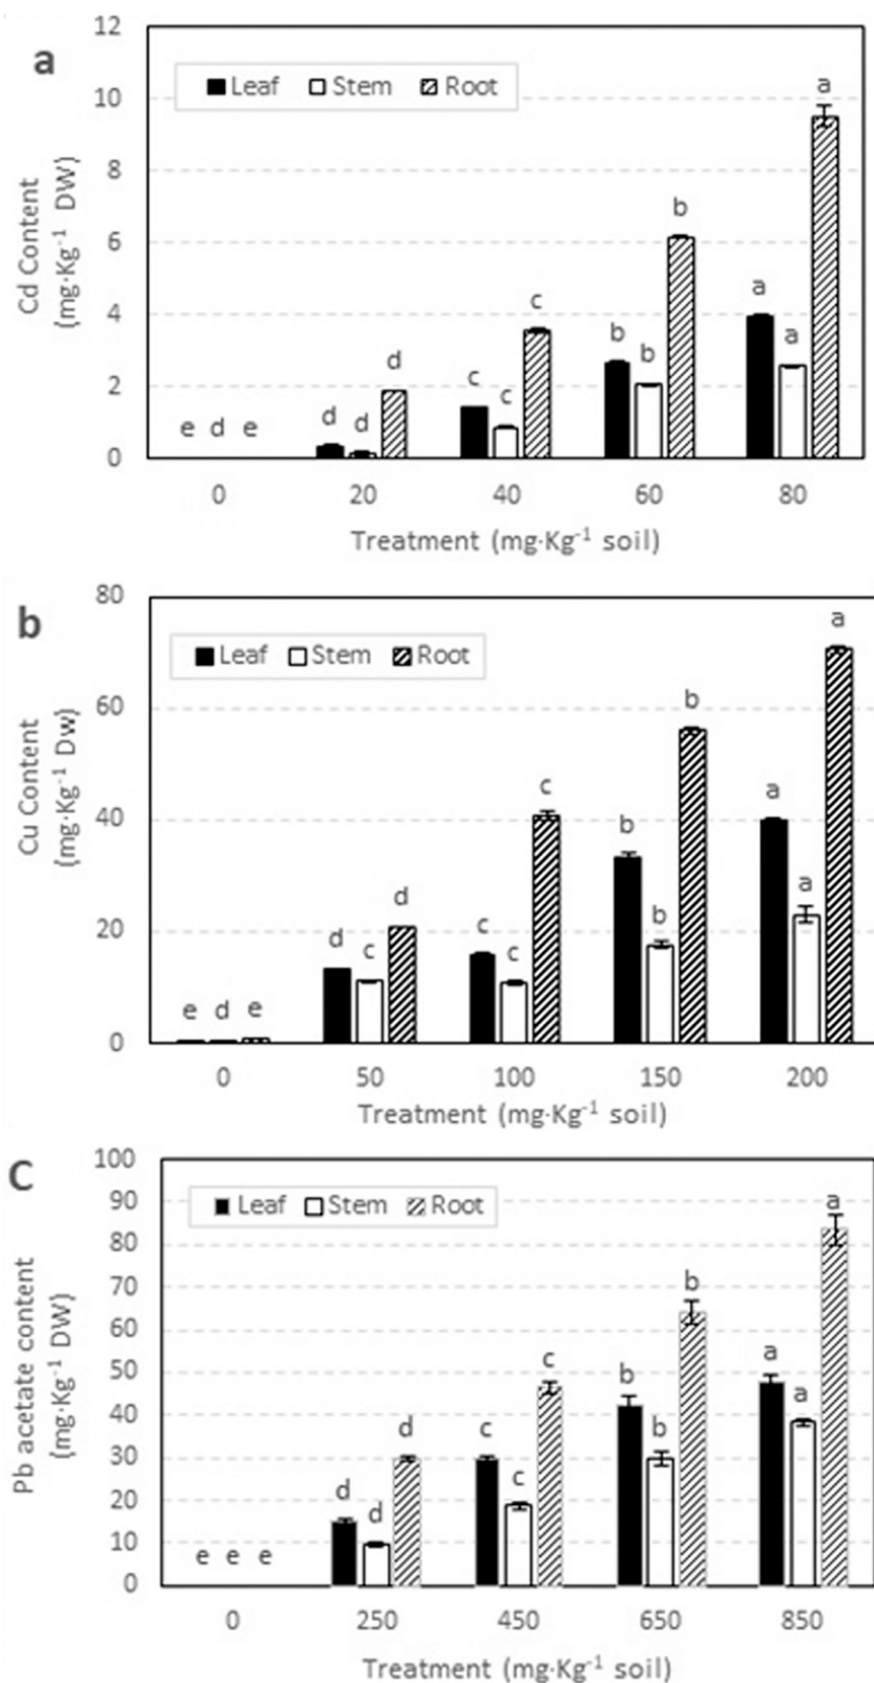 a
12
10
8
6
4
2
0
Cd Content
(mg·Kg⁻¹ DW)
Leaf Stem Root
e d e
d d d
c c c
b b b
a a a
0 20 40 60 80
Treatment (mg·Kg⁻¹ soil)
b
80
60
40
20
0
Cu Content
(mg·Kg⁻¹ Dw)
Leaf Stem Root
e d e
d c d
c c c
b b b
a a a
0 50 100 150 200
Treatment (mg·Kg⁻¹ soil)
C
100
90
80
70
60
50
40
30
20
10
0
Pb acetate content
(mg·Kg⁻¹ DW)
Leaf Stem Root
e e e
d d d
c c c
b b b
a a a
0 250 450 650 850
Treatment (mg·Kg⁻¹ soil)